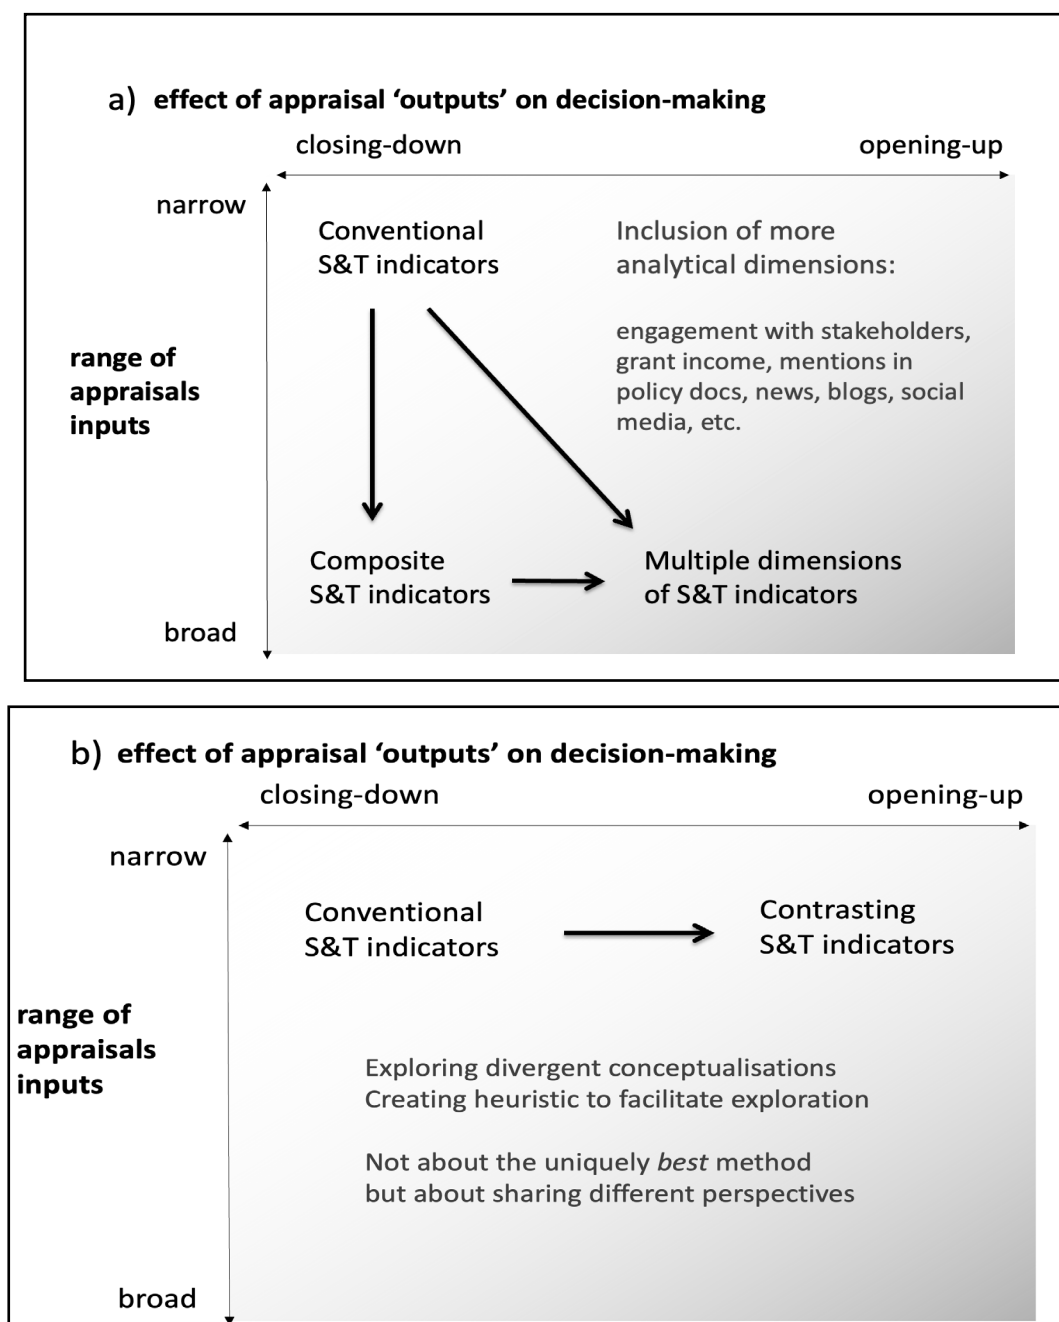 a) effect of appraisal ‘outputs’ on decision-making
closing-down opening-up
narrow
Conventional
S&T indicators
Inclusion of more
analytical dimensions:
engagement with stakeholders,
grant income, mentions in
policy docs, news, blogs, social
media, etc.
range of
appraisals
inputs
Composite
S&T indicators
Multiple dimensions
of S&T indicators
broad
b) effect of appraisal ‘outputs’ on decision-making
closing-down opening-up
narrow
Conventional
S&T indicators
Contrasting
S&T indicators
range of
appraisals
inputs
Exploring divergent conceptualisations
Creating heuristic to facilitate exploration
Not about the uniquely best method
but about sharing different perspectives
broad